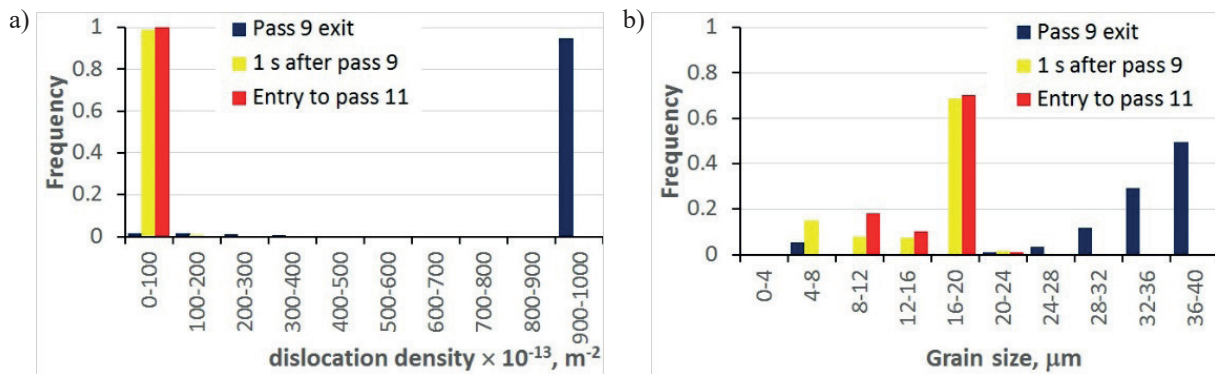 a)
Frequency
1
0.8
0.6
0.4
0.2
0
Pass 9 exit
1 s after pass 9
Entry to pass 11
0-100
100-200
200-300
300-400
400-500
500-600
600-700
700-800
800-900
900-1000
dislocation density × 10⁻¹³, m⁻²
b)
Frequency
1
0.8
0.6
0.4
0.2
0
Pass 9 exit
1 s after pass 9
Entry to pass 11
0-4
4-8
8-12
12-16
16-20
20-24
24-28
28-32
32-36
36-40
Grain size, μm